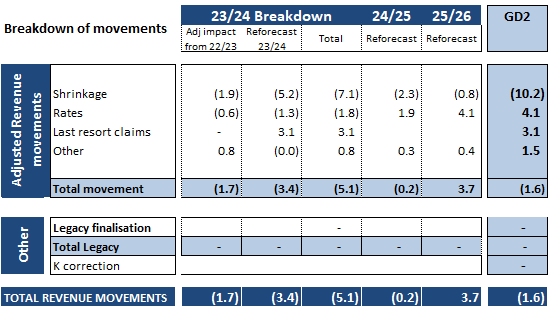 Breakdown of movements 23/24 Breakdown 24/25 25/26 GD2
Adj impact from 22/23 Reforecast 23/24 Total Reforecast Reforecast
Adjusted Revenue movements
Shrinkage (1.9) (5.2) (7.1) (2.3) (0.8) (10.2)
Rates (0.6) (1.3) (1.8) 1.9 4.1 4.1
Last resort claims - 3.1 3.1 3.1
Other 0.8 (0.0) 0.8 0.3 0.4 1.5
Total movement (1.7) (3.4) (5.1) (0.2) 3.7 (1.6)
Other
Legacy finalisation - -
Total Legacy - - - - - -
K correction -
TOTAL REVENUE MOVEMENTS (1.7) (3.4) (5.1) (0.2) 3.7 (1.6)